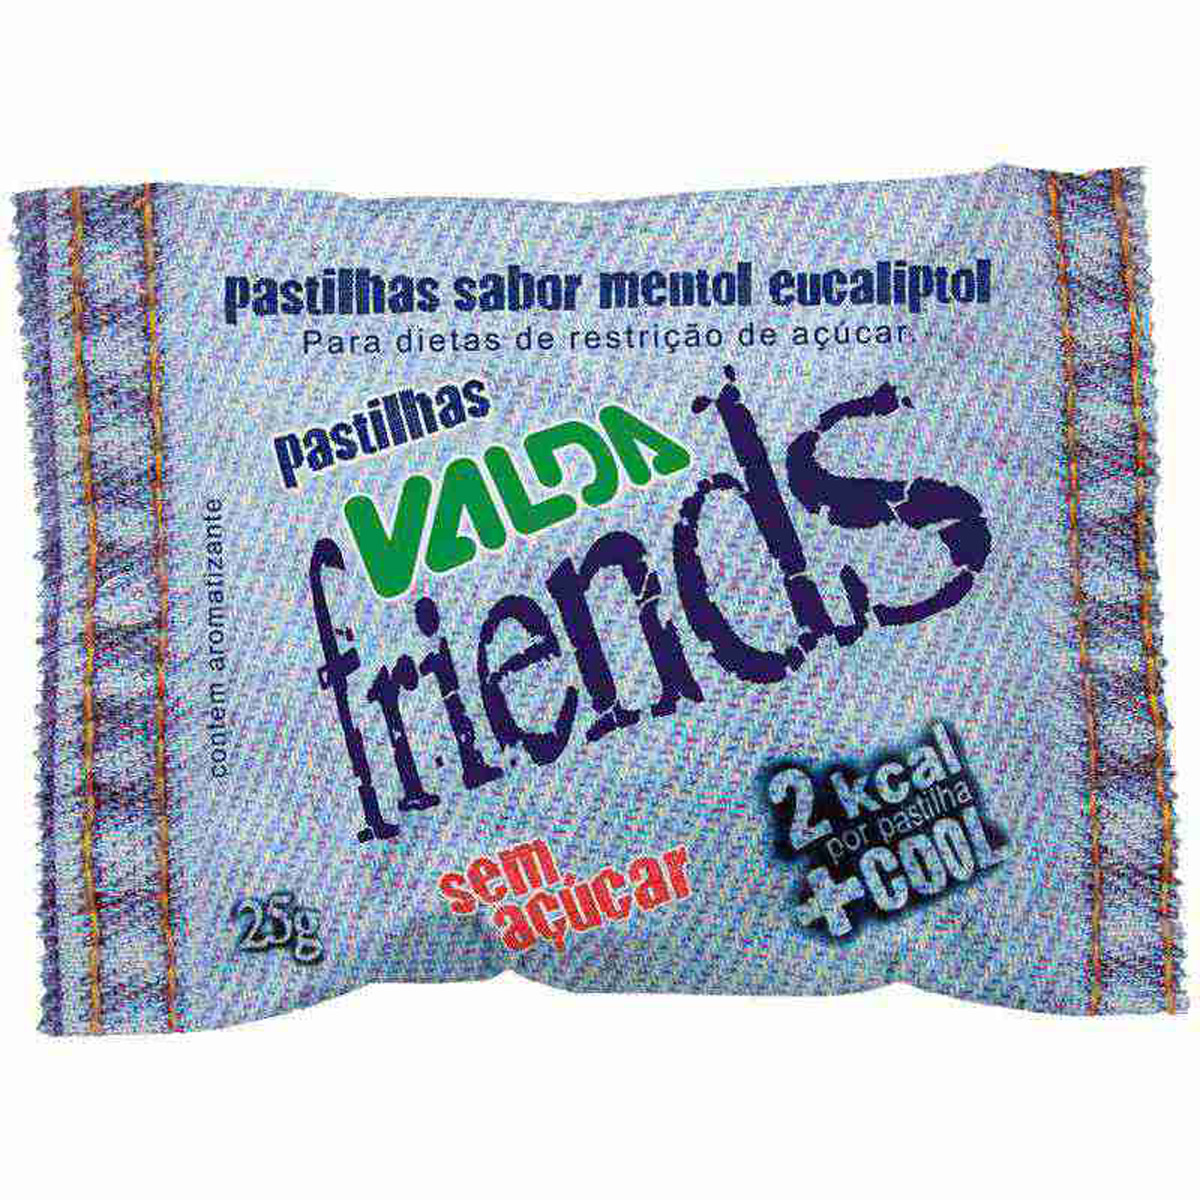 pastilhas sabor mentol eucaliptol
Para dietas de restrição de açúcar.
pastilhas
VALDA
friends
contém aromatizante
2 kcal
por pastilha
+cooL
sem
açúcar
25g